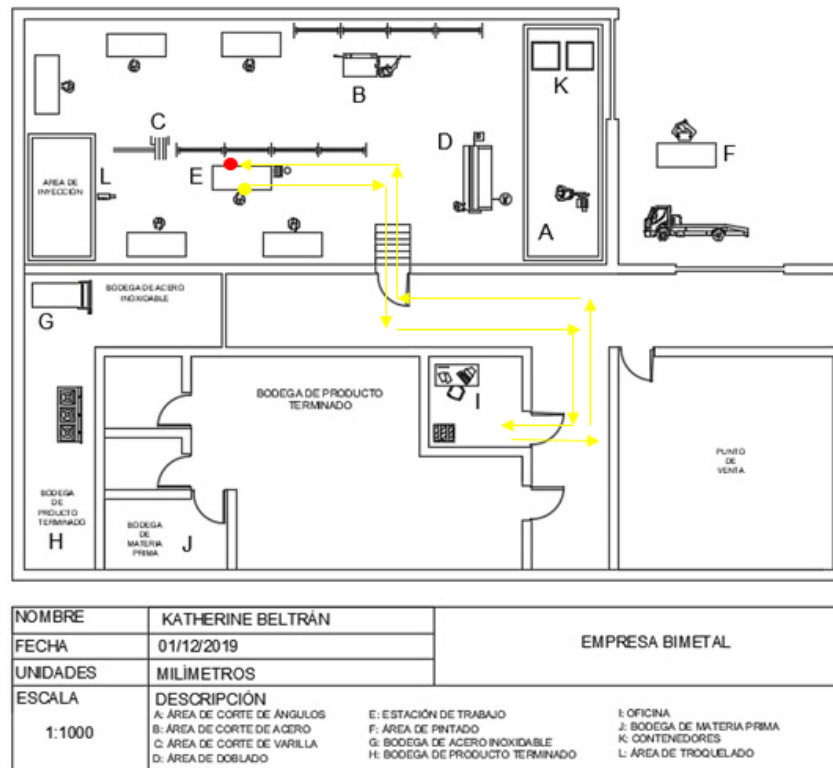 K
B
C
D
F
E
L
AREA DE
INYECCIÓN
A
BODEGA DE ACERO
INOXIDABLE
G
BODEGA DE PRODUCTO
TERMINADO
I
PUNTO
DE
VENTA
BODEGA
DE
PRODUCTO
TERMINADO
H
BODEGA
DE
MATERIA
PRIMA
J
NOMBRE
KATHERINE BELTRÁN
EMPRESA BIMETAL
FECHA
01/12/2019
UNIDADES
MILÌMETROS
ESCALA
1:1000
DESCRIPCIÓN
A: ÁREA DE CORTE DE ÁNGULOS
B: ÁREA DE CORTE DE ACERO
C: ÁREA DE CORTE DE VARILLA
D: ÁREA DE DOBLADO
E: ESTACIÓN DE TRABAJO
F: ÁREA DE PINTADO
G: BODEGA DE ACERO INOXIDABLE
H: BODEGA DE PRODUCTO TERMINADO
I: OFICINA
J: BODEGA DE MATERIA PRIMA
K: CONTENEDORES
L: ÁREA DE TROQUELADO